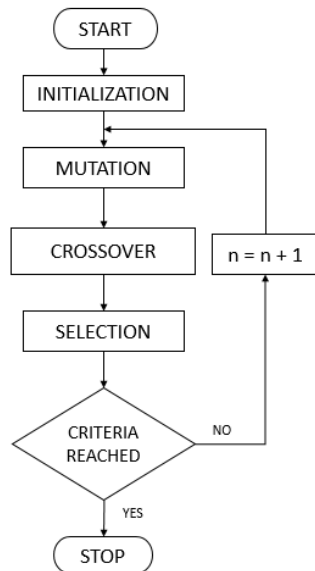 START
INITIALIZATION
MUTATION
CROSSOVER
n = n + 1
SELECTION
CRITERIA
REACHED
NO
YES
STOP